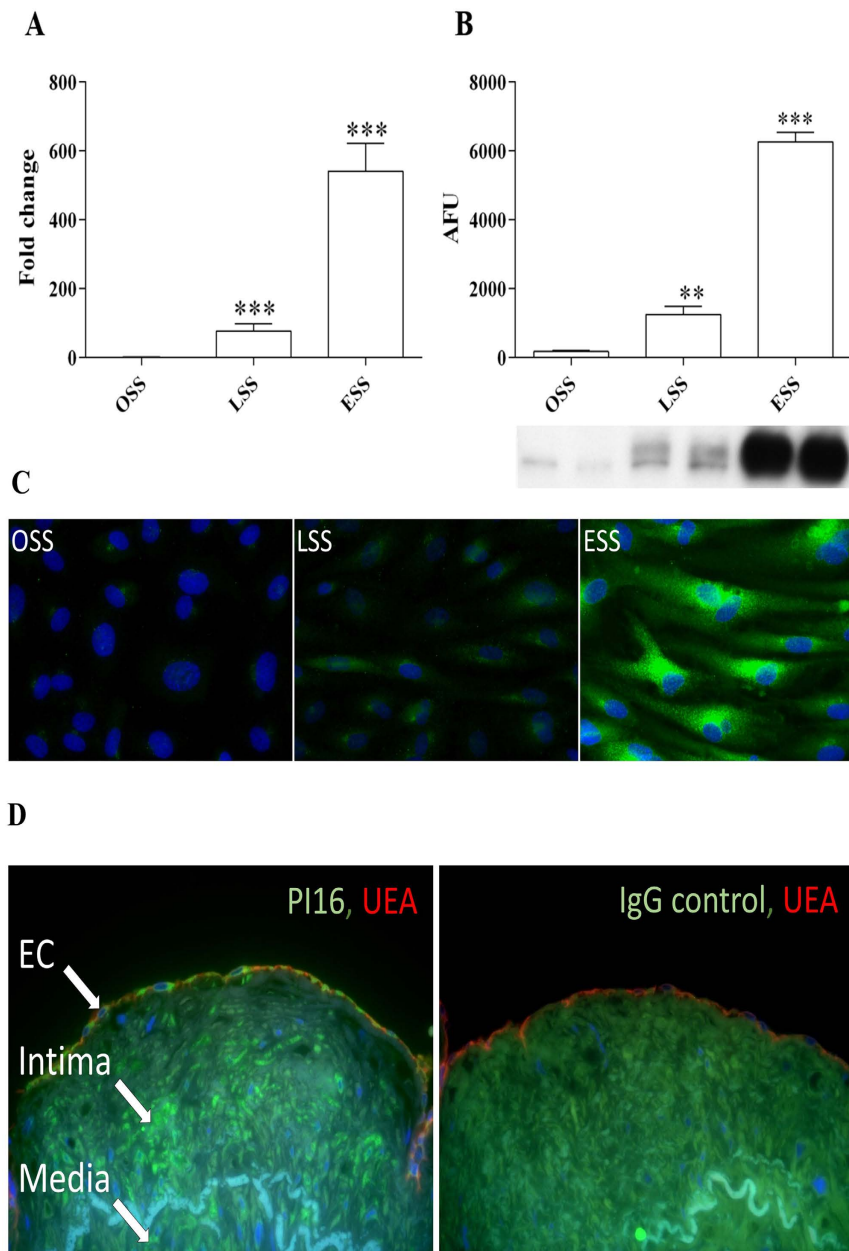 A
800
600
400
200
0
Fold change
***
***
OSS
LSS
ESS
B
8000
6000
4000
2000
0
AFU
**
***
OSS
LSS
ESS
C
OSS
LSS
ESS
D
PI16, UEA
EC
Intima
Media
IgG control, UEA